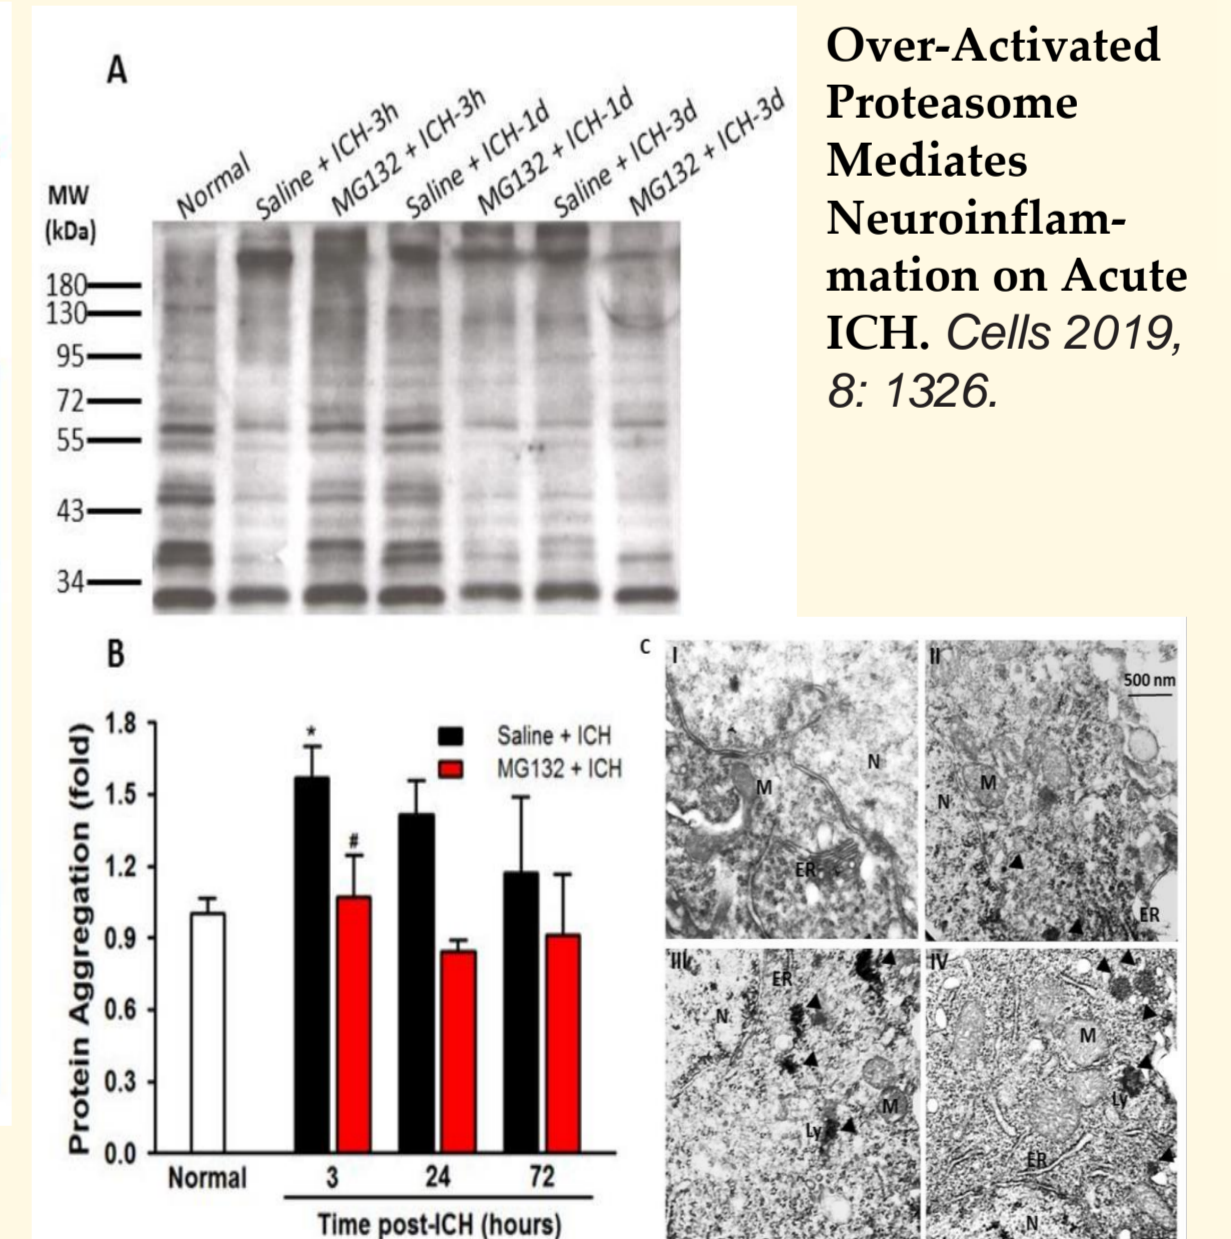 Over-Activated
Proteasome
Mediates
Neuroinflam-
mation on Acute
ICH. Cells 2019,
8: 1326.
A
Normal
Saline + ICH-3h
MG132 + ICH-3h
Saline + ICH-1d
MG132 + ICH-1d
Saline + ICH-3d
MG132 + ICH-3d
MW
(kDa)
180
130
95
72
55
43
34
B
Protein Aggregation (fold)
1.8
1.5
1.2
0.9
0.6
0.3
0.0
*
#
Saline + ICH
MG132 + ICH
Normal 3 24 72
Time post-ICH (hours)
C
I
N
M
ER
II
500 nm
M
N
ER
III
ER
N
M
Ly
IV
M
Ly
ER
N